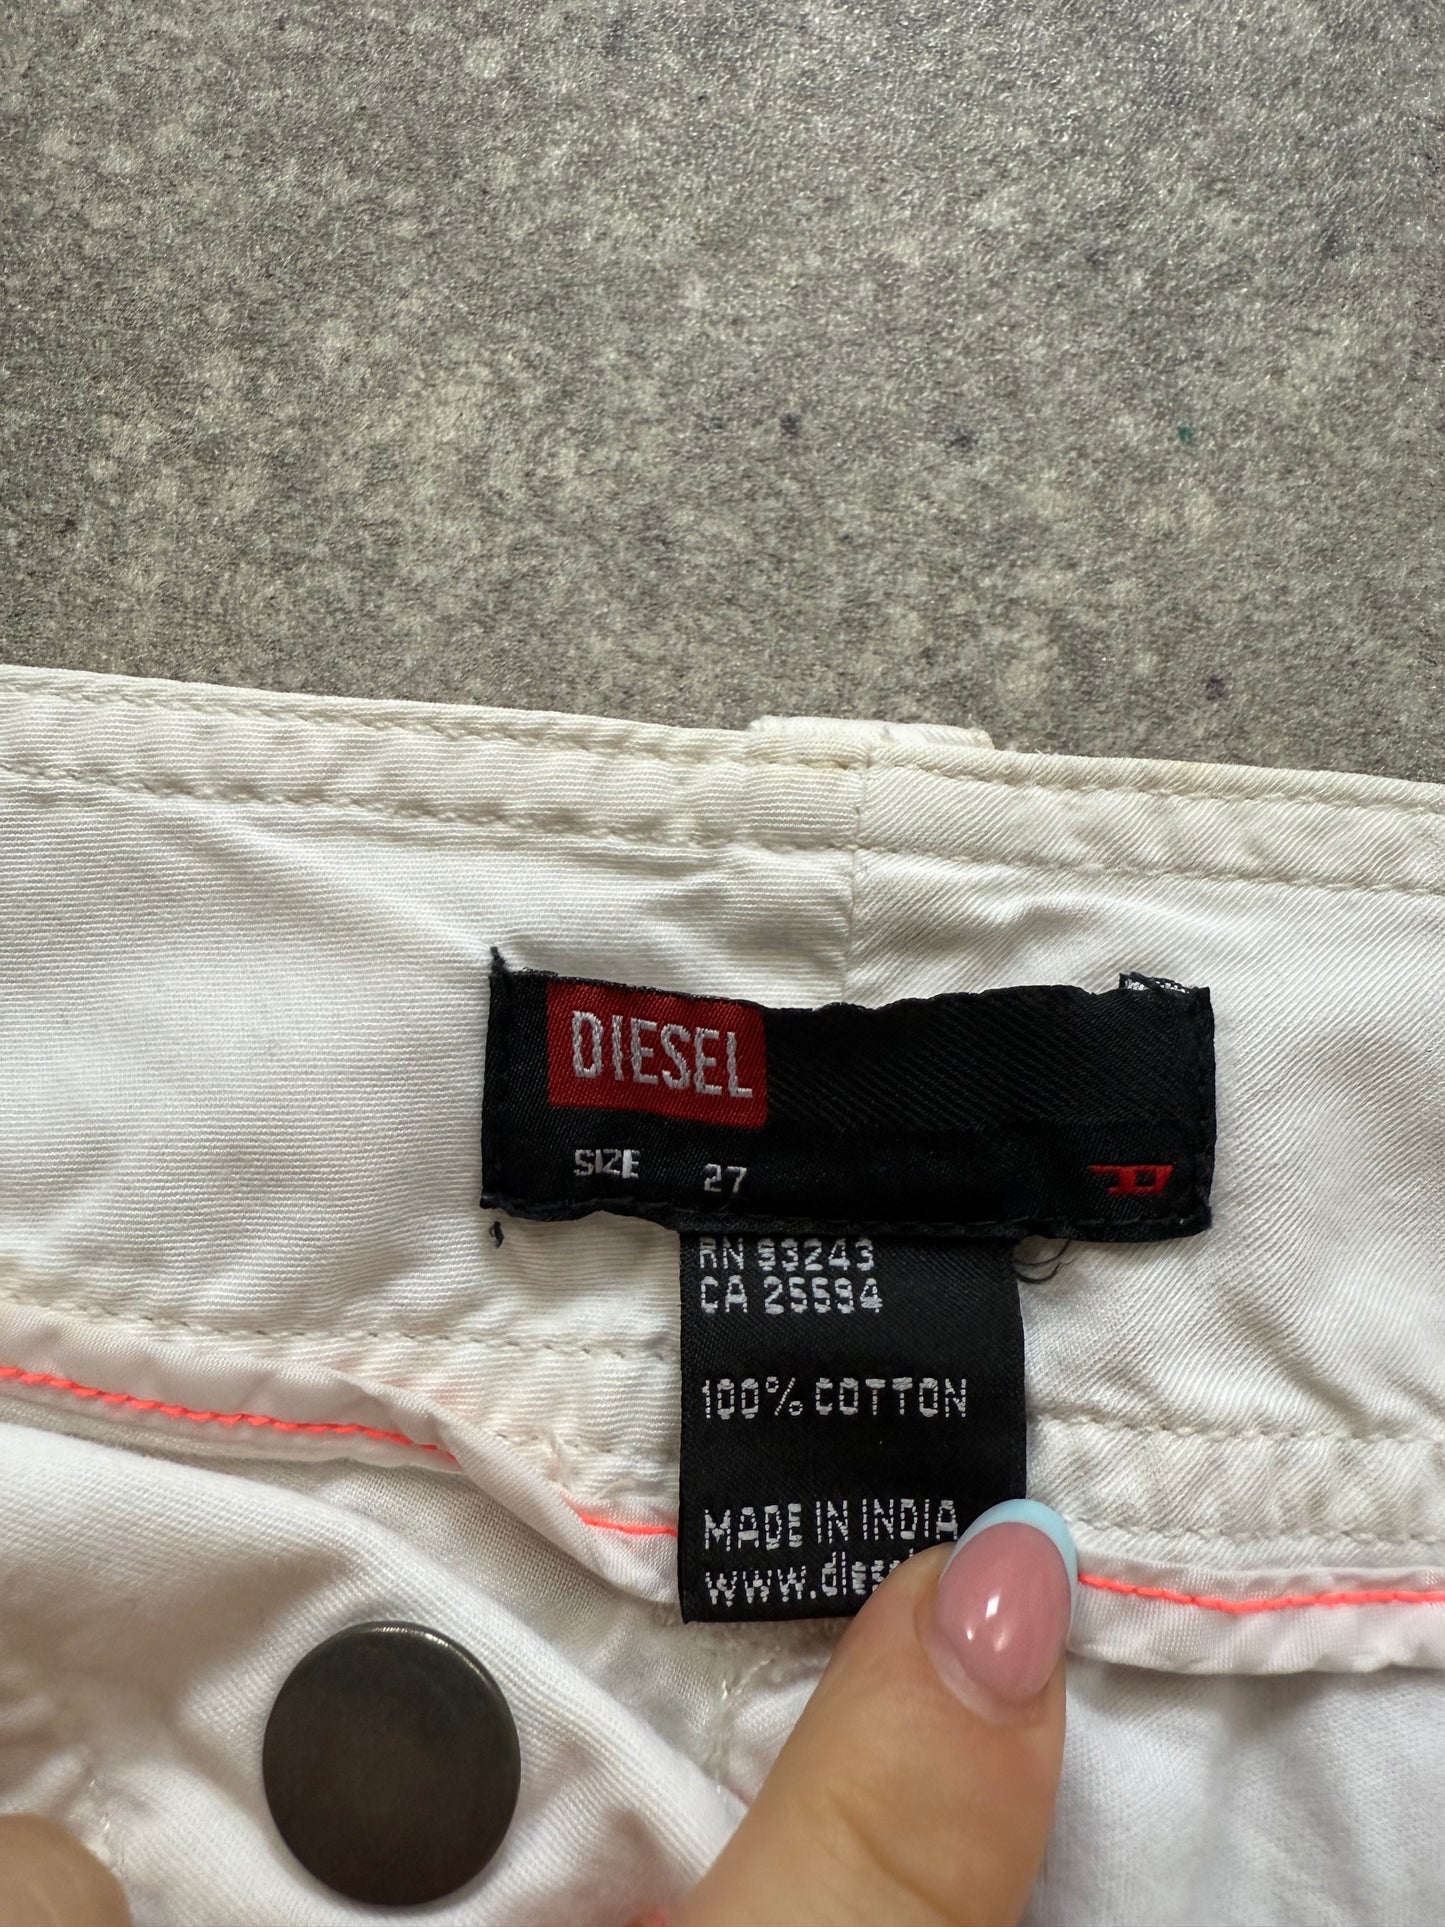 DIESEL
SIZE 27
RN 93243
CA 25594
100% COTTON
MADE IN INDIA